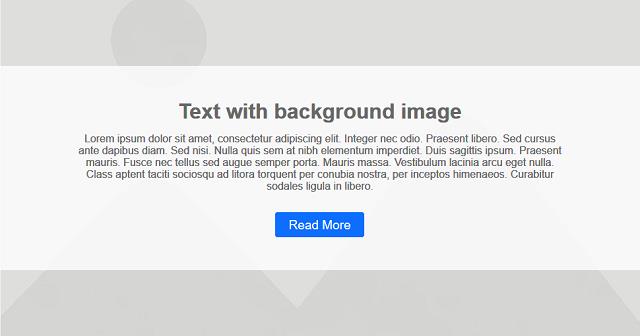 Text with background image
Lorem ipsum dolor sit amet, consectetur adipiscing elit. Integer nec odio. Praesent libero. Sed cursus
ante dapibus diam. Sed nisi. Nulla quis sem at nibh elementum imperdiet. Duis sagittis ipsum. Praesent
mauris. Fusce nec tellus sed augue semper porta. Mauris massa. Vestibulum lacinia arcu eget nulla.
Class aptent taciti sociosqu ad litora torquent per conubia nostra, per inceptos himenaeos. Curabitur
sodales ligula in libero.
Read More